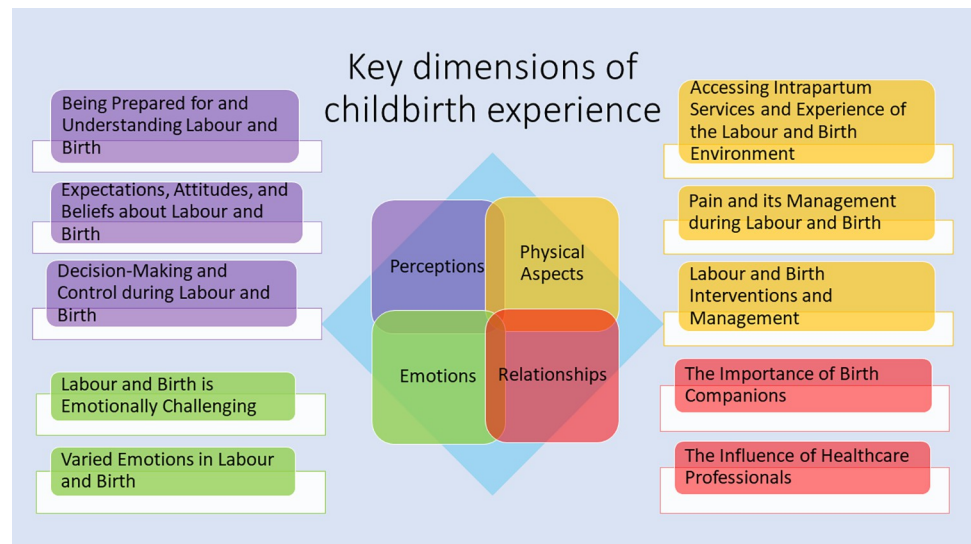 Key dimensions of
childbirth experience
Being Prepared for and
Understanding Labour and
Birth
Expectations, Attitudes, and
Beliefs about Labour and
Birth
Decision-Making and
Control during Labour and
Birth
Labour and Birth is
Emotionally Challenging
Varied Emotions in Labour
and Birth
Perceptions
Physical
Aspects
Emotions
Relationships
Accessing Intrapartum
Services and Experience of
the Labour and Birth
Environment
Pain and its Management
during Labour and Birth
Labour and Birth
Interventions and
Management
The Importance of Birth
Companions
The Influence of Healthcare
Professionals